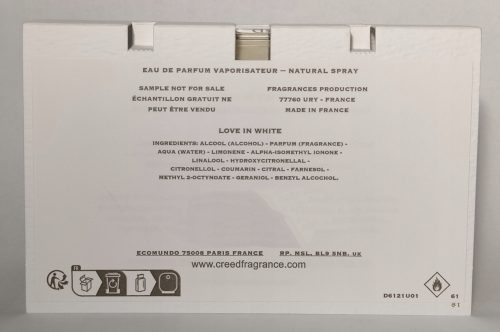 EAU DE PARFUM VAPORISATEUR – NATURAL SPRAY
SAMPLE NOT FOR SALE
ÉCHANTILLON GRATUIT NE
PEUT ÊTRE VENDU
FRAGRANCES PRODUCTION
77760 URY - FRANCE
MADE IN FRANCE
LOVE IN WHITE
INGREDIENTS: ALCOOL (ALCOHOL) - PARFUM (FRAGRANCE) -
AQUA (WATER) - LIMONENE - ALPHA-ISOMETHYL IONONE -
LINALOOL - HYDROXYCITRONELLAL -
CITRONELLOL - COUMARIN - CITRAL - FARNESOL -
METHYL 2-OCTYNOATE - GERANIOL - BENZYL ALCOHOL.
ECOMUNDO 75008 PARIS FRANCE RP. NSL, BL9 5NB. UK
www.creedfragrance.com
FR
D6121U01 61